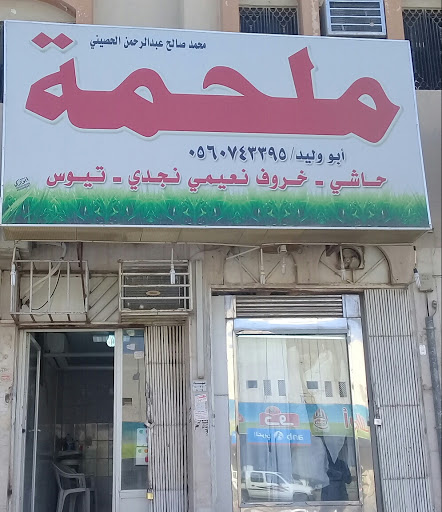 محمد صالح عبدالرحمن الحصيني
ملحمة
أبو وليد/ ٠٥٦٠٧٤٣٣٩٥
حاشي - خروف نعيمي نجدي - تيوس